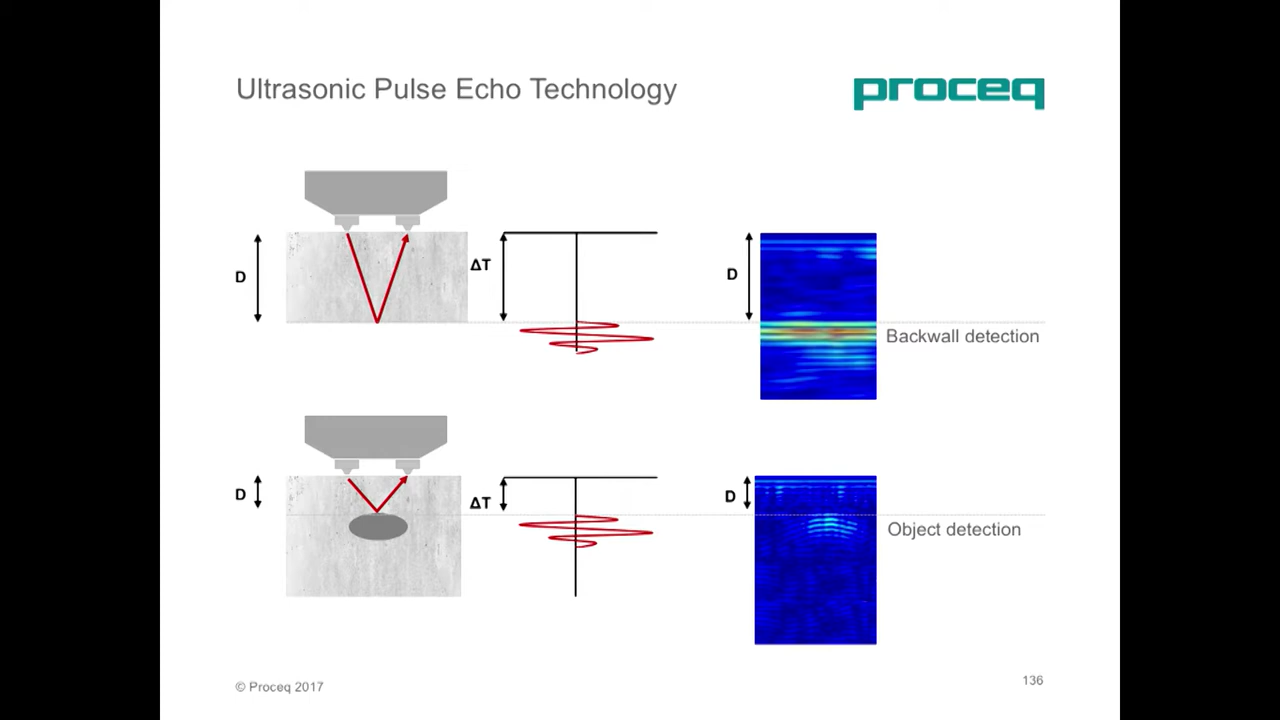 Ultrasonic Pulse Echo Technology
proceq
D
ΔT
D
Backwall detection
D
ΔT
D
Object detection
© Proceq 2017
136